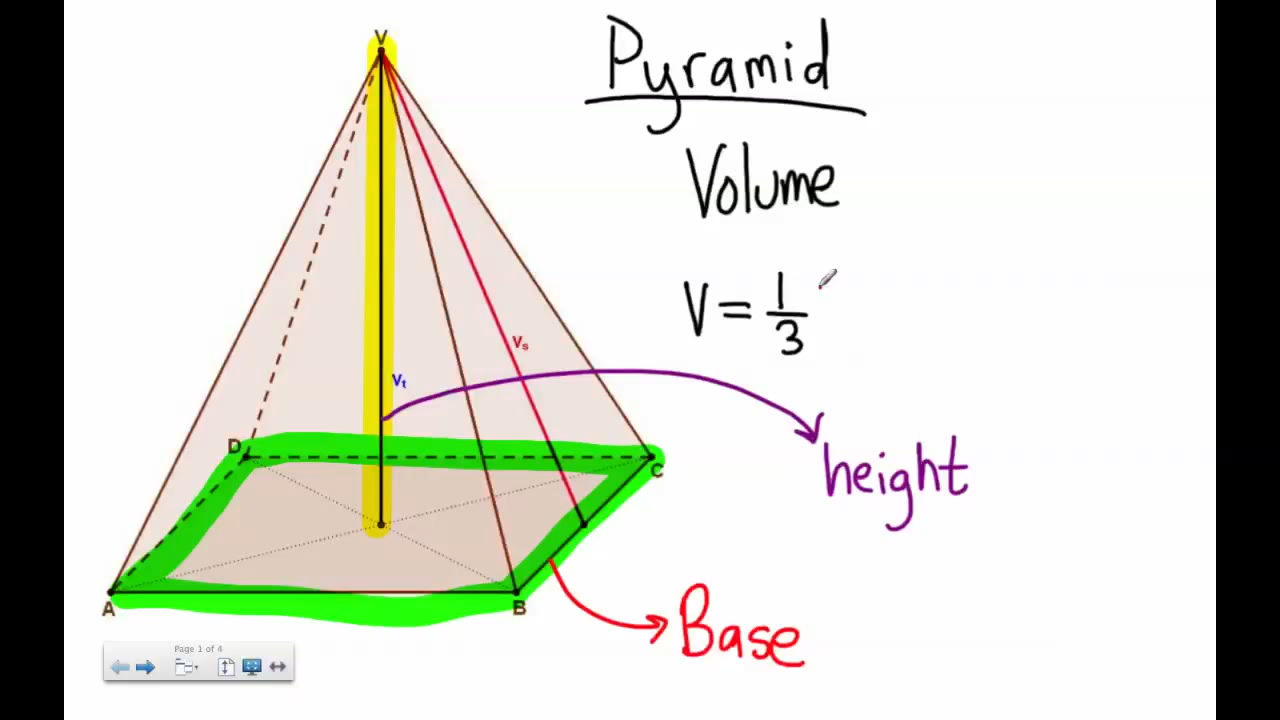 Pyramid
Volume
V = 1/3
V
Vs
Vt
height
D
C
A
B
Base
Page 1 of 4